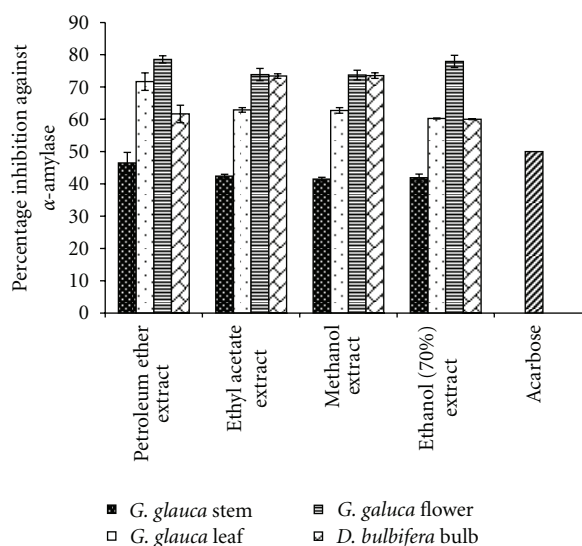 Percentage inhibition against
α-amylase
90
80
70
60
50
40
30
20
10
0
Petroleum ether
extract
Ethyl acetate
extract
Methanol
extract
Ethanol (70%)
extract
Acarbose
G. glauca stem
G. glauca leaf
G. galuca flower
D. bulbifera bulb